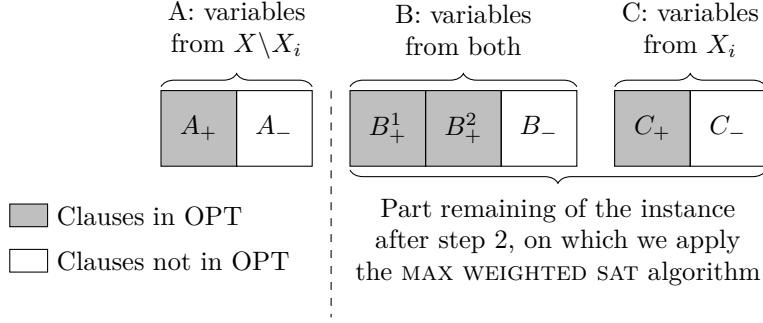 A: variables
from X\X_i
B: variables
from both
C: variables
from X_i
A_+ A_- B^1_+ B^2_+ B_- C_+ C_-
Clauses in OPT
Clauses not in OPT
Part remaining of the instance
after step 2, on which we apply
the MAX WEIGHTED SAT algorithm